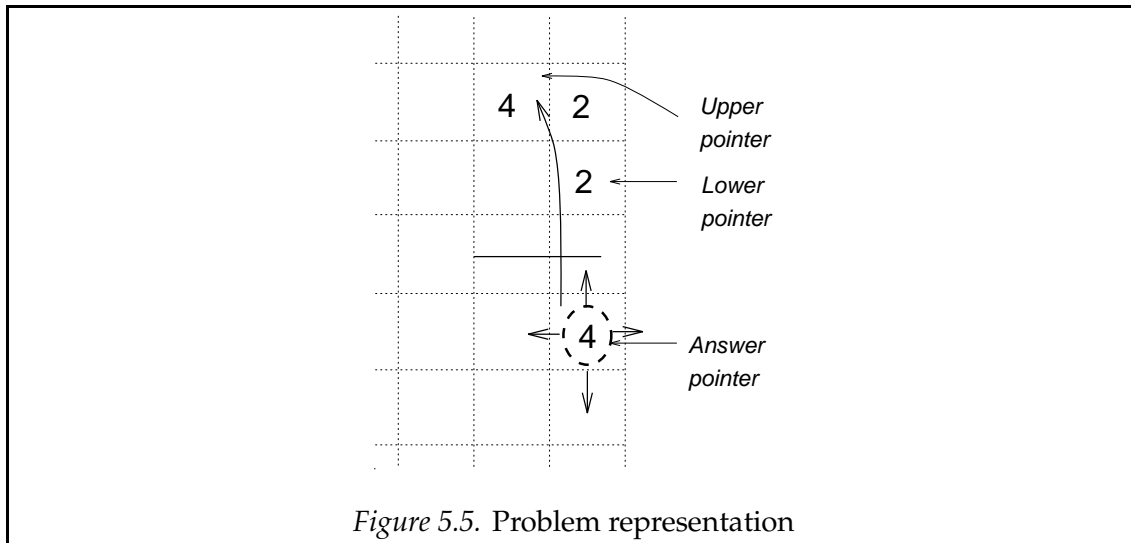 4 2
Upper
pointer
2
Lower
pointer
4
Answer
pointer
Figure 5.5. Problem representation